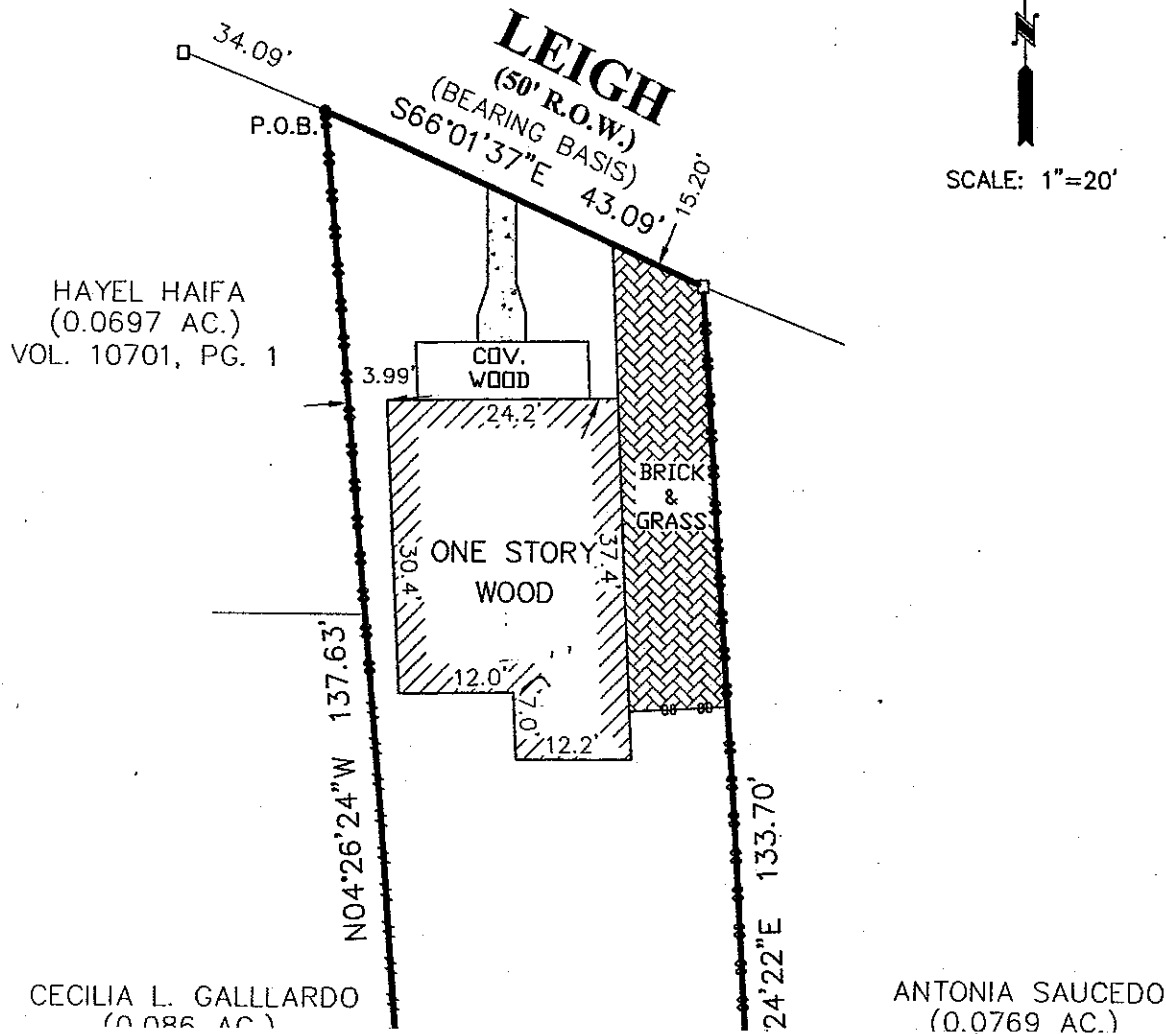 34.09'
LEIGH
(50' R.O.W.)
(BEARING BASIS)
S66°01'37"E 43.09'
15.20'
N
SCALE: 1"=20'
P.O.B.
HAYEL HAIFA
(0.0697 AC.)
VOL. 10701, PG. 1
COV.
WOOD
3.99'
24.2'
BRICK
&
GRASS
ONE STORY
WOOD
30.4'
37.4'
12.0'
7.0'
12.2'
N04°26'24"W 137.63'
24'22"E 133.70'
CECILIA L. GALLLARDO
(0.086 AC.)
ANTONIA SAUCEDO
(0.0769 AC.)